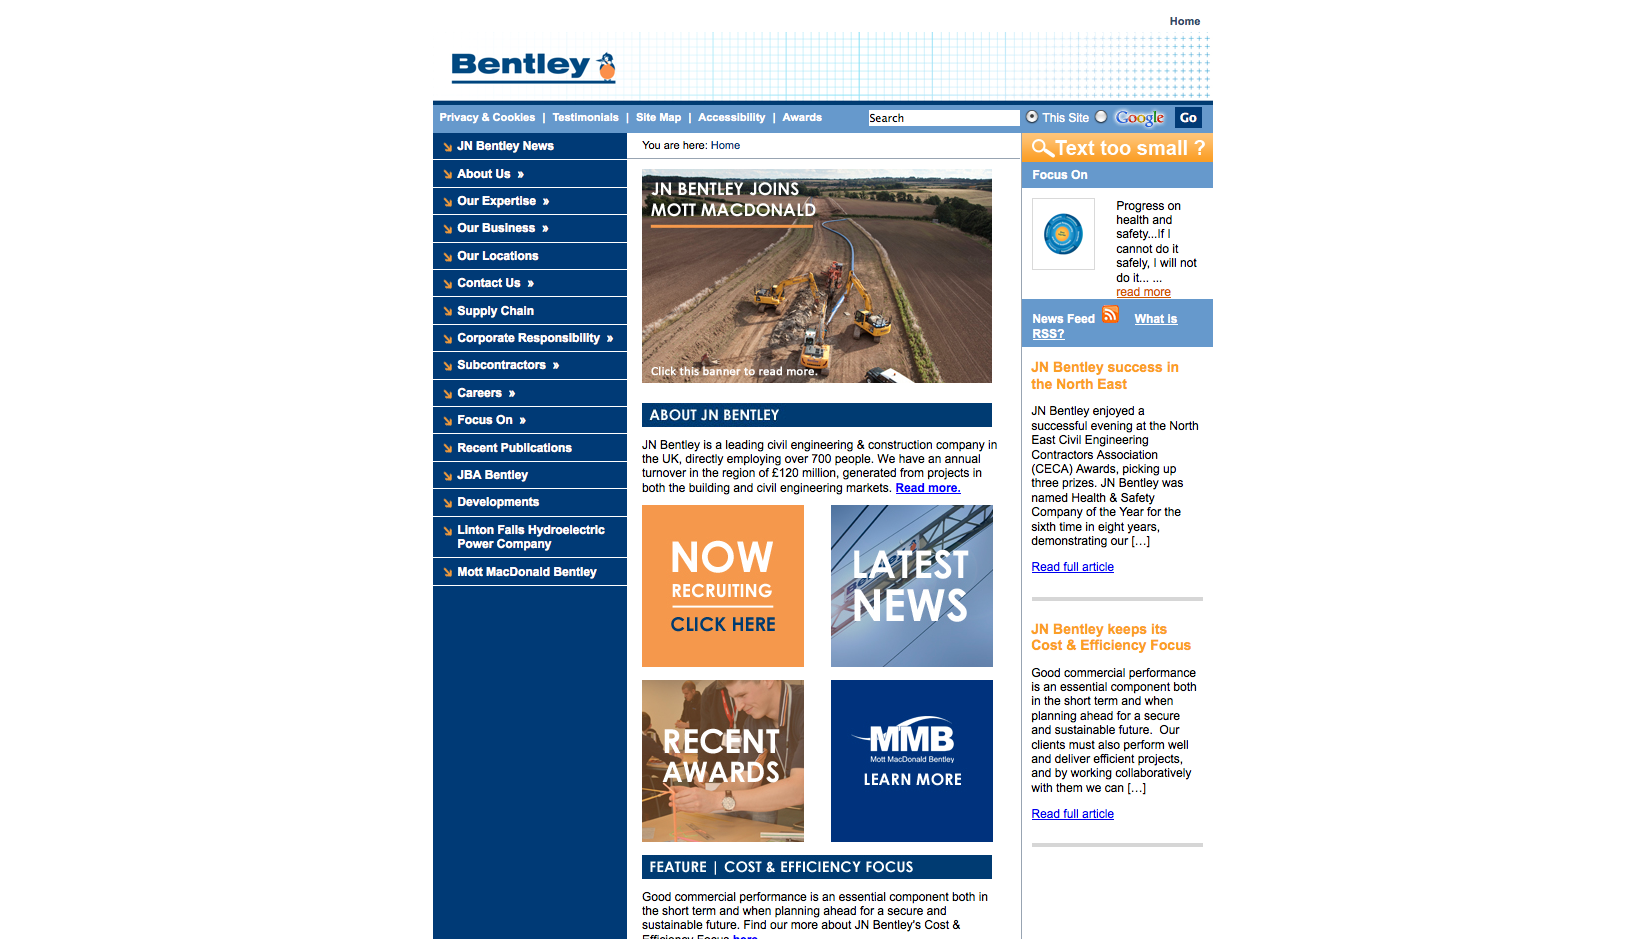 Home
Bentley
Privacy & Cookies | Testimonials | Site Map | Accessibility | Awards
Search
This Site
Google
Go
JN Bentley News
About Us »
Our Expertise »
Our Business »
Our Locations
Contact Us »
Supply Chain
Corporate Responsibility »
Subcontractors »
Careers »
Focus On »
Recent Publications
JBA Bentley
Developments
Linton Falls Hydroelectric
Power Company
Mott MacDonald Bentley
You are here: Home
JN BENTLEY JOINS
MOTT MACDONALD
Click this banner to read more.
ABOUT JN BENTLEY
JN Bentley is a leading civil engineering & construction company in
the UK, directly employing over 700 people. We have an annual
turnover in the region of £120 million, generated from projects in
both the building and civil engineering markets. Read more.
NOW
RECRUITING
CLICK HERE
LATEST
NEWS
RECENT
AWARDS
MMB
Mott MacDonald Bentley
LEARN MORE
FEATURE | COST & EFFICIENCY FOCUS
Good commercial performance is an essential component both in
the short term and when planning ahead for a secure and
sustainable future. Find our more about JN Bentley's Cost &
Efficiency Focus here
Text too small ?
Focus On
Progress on
health and
safety...If I
cannot do it
safely, I will not
do it... ...
read more
News Feed What is
RSS?
JN Bentley success in
the North East
JN Bentley enjoyed a
successful evening at the North
East Civil Engineering
Contractors Association
(CECA) Awards, picking up
three prizes. JN Bentley was
named Health & Safety
Company of the Year for the
sixth time in eight years,
demonstrating our […]
Read full article
JN Bentley keeps its
Cost & Efficiency Focus
Good commercial performance
is an essential component both
in the short term and when
planning ahead for a secure
and sustainable future.  Our
clients must also perform well
and deliver efficient projects,
and by working collaboratively
with them we can […]
Read full article